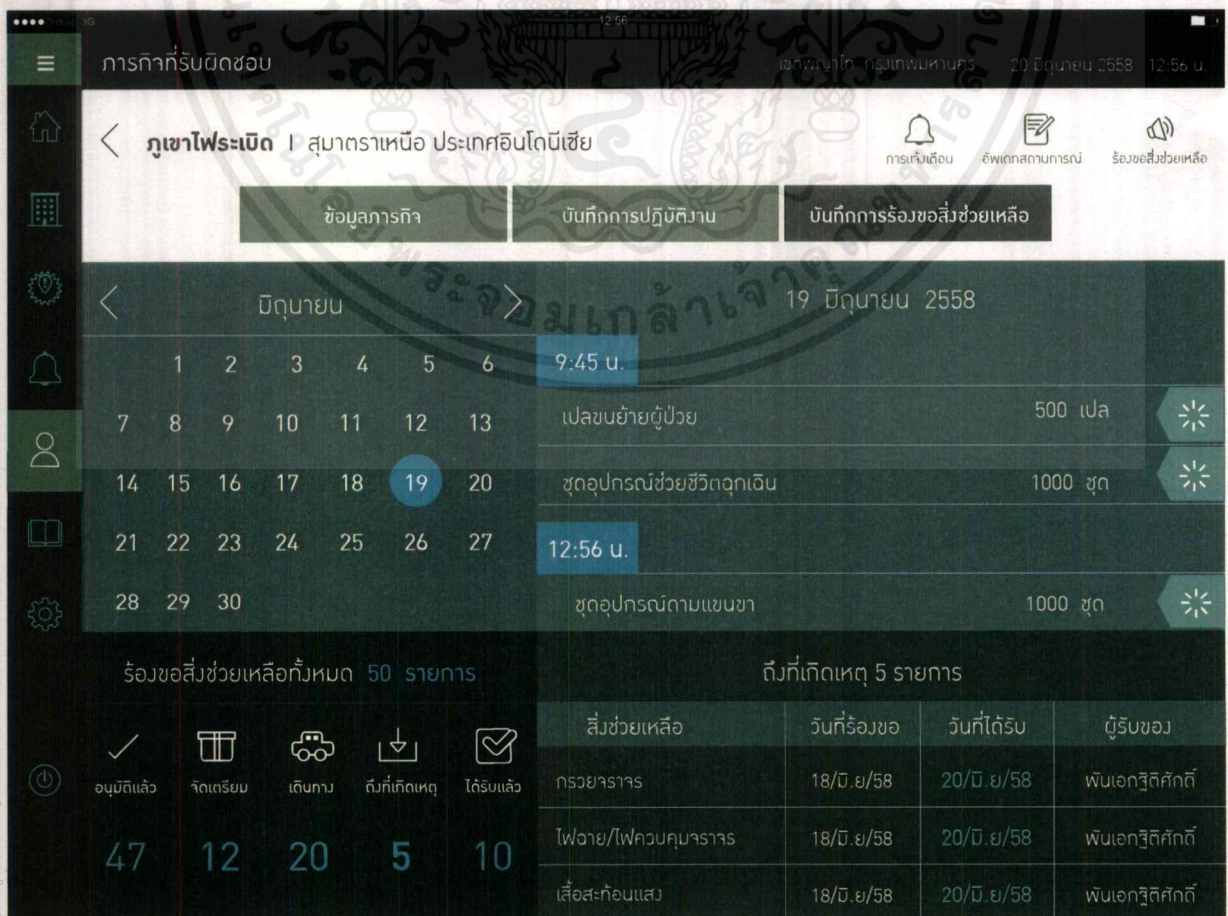 12:56
ภารกิจที่รับผิดชอบ
เขตพญาไท กรุงเทพมหานคร 20 มิถุนายน 2558 12:56 น.
ภูเขาไฟระเบิด | สุมาตราเหนือ ประเทศอินโดนีเซีย
การแจ้งเตือน อัพเดทสถานการณ์ ร้องขอสิ่งช่วยเหลือ
ข้อมูลภารกิจ บันทึกการปฏิบัติงาน บันทึกการร้องขอสิ่งช่วยเหลือ
พระจอมเกล้าเจ้าคุณทหาร
มิถุนายน
1 2 3 4 5 6
7 8 9 10 11 12 13
14 15 16 17 18 19 20
21 22 23 24 25 26 27
28 29 30
19 มิถุนายน 2558
9:45 น.
เปลขนย้ายผู้ป่วย 500 เปล
ชุดอุปกรณ์ช่วยชีวิตฉุกเฉิน 1000 ชุด
12:56 น.
ชุดอุปกรณ์ดามแขนขา 1000 ชุด
ร้องขอสิ่งช่วยเหลือทั้งหมด 50 รายการ
อนุมัติแล้ว จัดเตรียม เดินทาง ถึงที่เกิดเหตุ ได้รับแล้ว
47 12 20 5 10
ถึงที่เกิดเหตุ 5 รายการ
สิ่งช่วยเหลือ วันที่ร้องขอ วันที่ได้รับ ผู้รับของ
กรวยจราจร 18/มิ.ย/58 20/มิ.ย/58 พันเอกฐิติศักดิ์
ไฟฉาย/ไฟควบคุมจราจร 18/มิ.ย/58 20/มิ.ย/58 พันเอกฐิติศักดิ์
เสื้อสะท้อนแสง 18/มิ.ย/58 20/มิ.ย/58 พันเอกฐิติศักดิ์